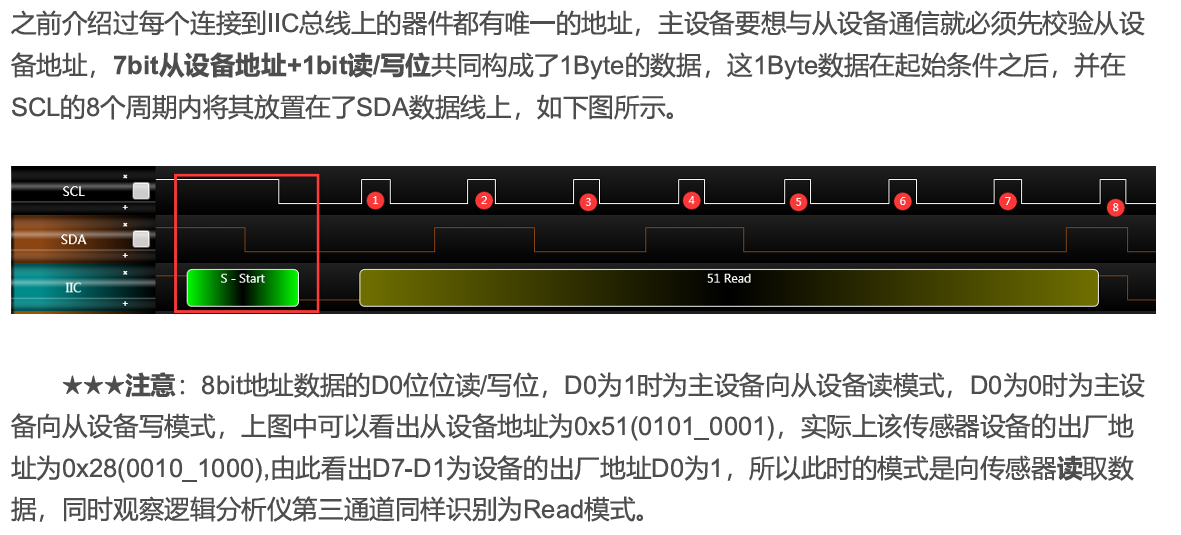 之前介绍过每个连接到IIC总线上的器件都有唯一的地址，主设备要想与从设备通信就必须先校验从设
备地址，7bit从设备地址+1bit读/写位共同构成了1Byte的数据，这1Byte数据在起始条件之后，并在
SCL的8个周期内将其放置在了SDA数据线上，如下图所示。
SCL
1 2 3 4 5 6 7 8
SDA
IIC
S - Start
51 Read
★★★注意：8bit地址数据的D0位位读/写位，D0为1时为主设备向从设备读模式，D0为0时为主设
备向从设备写模式，上图中可以看出从设备地址为0x51(0101_0001)，实际上该传感器设备的出厂地
址为0x28(0010_1000),由此看出D7-D1为设备的出厂地址D0为1，所以此时的模式是向传感器读取数
据，同时观察逻辑分析仪第三通道同样识别为Read模式。